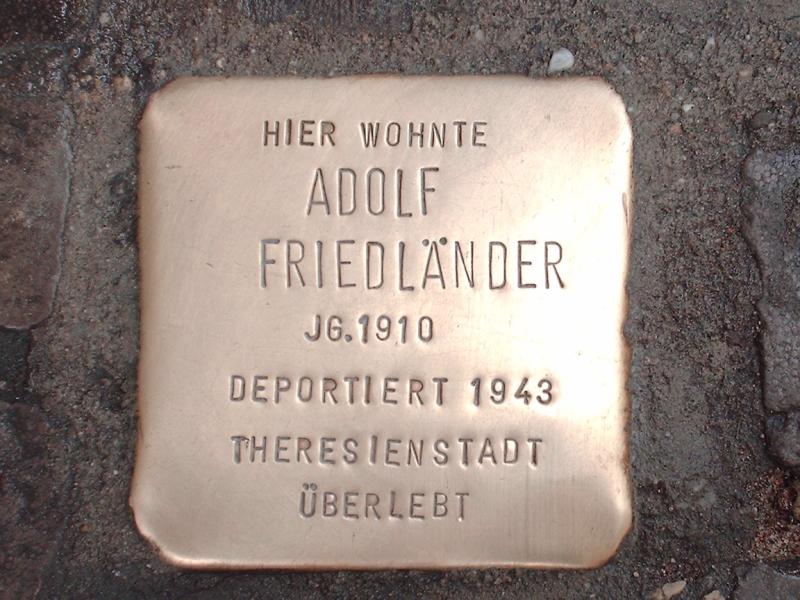 HIER WOHNTE
ADOLF
FRIEDLÄNDER
JG.1910
DEPORTIERT 1943
THERESIENSTADT
ÜBERLEBT